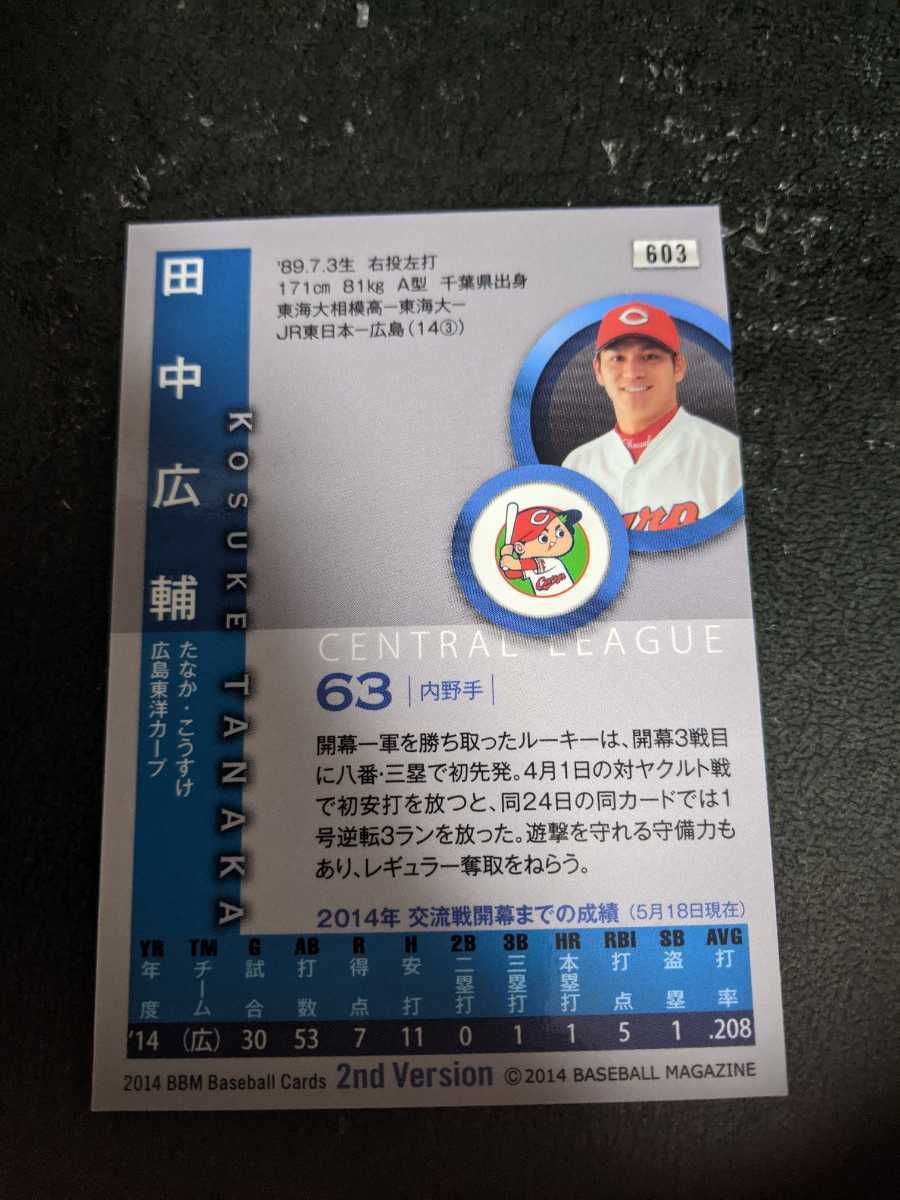 603
'89.7.3生 右投左打
171cm 81kg A型 千葉県出身
東海大相模高ー東海大ー
JR東日本ー広島(14③)
田中広輔
KOSUKE TANAKA
たなか・こうすけ
広島東洋カープ
C
C
Carp
CENTRAL LEAGUE
63 |内野手|
開幕一軍を勝ち取ったルーキーは、開幕3戦目
に八番・三塁で初先発。4月1日の対ヤクルト戦
で初安打を放つと、同24日の同カードでは1
号逆転3ランを放った。遊撃を守れる守備力も
あり、レギュラー奪取をねらう。
2014年 交流戦開幕までの成績(5月18日現在)
YR TM G AB R H 2B 3B HR RBI SB AVG
年度 チーム 試合 打数 得点 安打 二塁打 三塁打 本塁打 打点 盗塁 打率
'14 (広) 30 53 7 11 0 1 1 5 1 .208
2014 BBM Baseball Cards 2nd Version ©2014 BASEBALL MAGAZINE